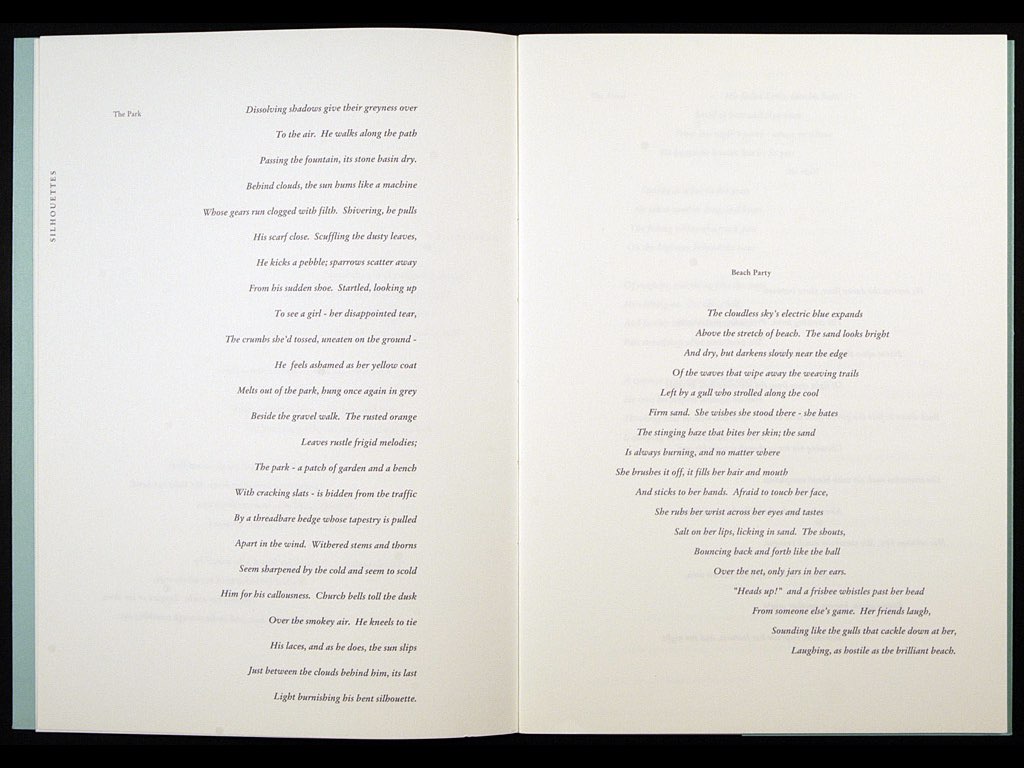 The Park
SILHOUETTES
Dissolving shadows give their greyness over
To the air. He walks along the path
Passing the fountain, its stone basin dry.
Behind clouds, the sun hums like a machine
Whose gears run clogged with filth. Shivering, he pulls
His scarf close. Scuffling the dusty leaves,
He kicks a pebble; sparrows scatter away
From his sudden shoe. Startled, looking up
To see a girl - her disappointed tear,
The crumbs she'd tossed, uneaten on the ground -
He feels ashamed as her yellow coat
Melts out of the park, hung once again in grey
Beside the gravel walk. The rusted orange
Leaves rustle frigid melodies;
The park - a patch of garden and a bench
With cracking slats - is hidden from the traffic
By a threadbare hedge whose tapestry is pulled
Apart in the wind. Withered stems and thorns
Seem sharpened by the cold and seem to scold
Him for his callousness. Church bells toll the dusk
Over the smokey air. He kneels to tie
His laces, and as he does, the sun slips
Just between the clouds behind him, its last
Light burnishing his bent silhouette.
Beach Party
The cloudless sky's electric blue expands
Above the stretch of beach. The sand looks bright
And dry, but darkens slowly near the edge
Of the waves that wipe away the weaving trails
Left by a gull who strolled along the cool
Firm sand. She wishes she stood there - she hates
The stinging haze that bites her skin; the sand
Is always burning, and no matter where
She brushes it off, it fills her hair and mouth
And sticks to her hands. Afraid to touch her face,
She rubs her wrist across her eyes and tastes
Salt on her lips, licking in sand. The shouts,
Bouncing back and forth like the ball
Over the net, only jars in her ears.
"Heads up!" and a frisbee whistles past her head
From someone else's game. Her friends laugh,
Sounding like the gulls that cackle down at her,
Laughing, as hostile as the brilliant beach.